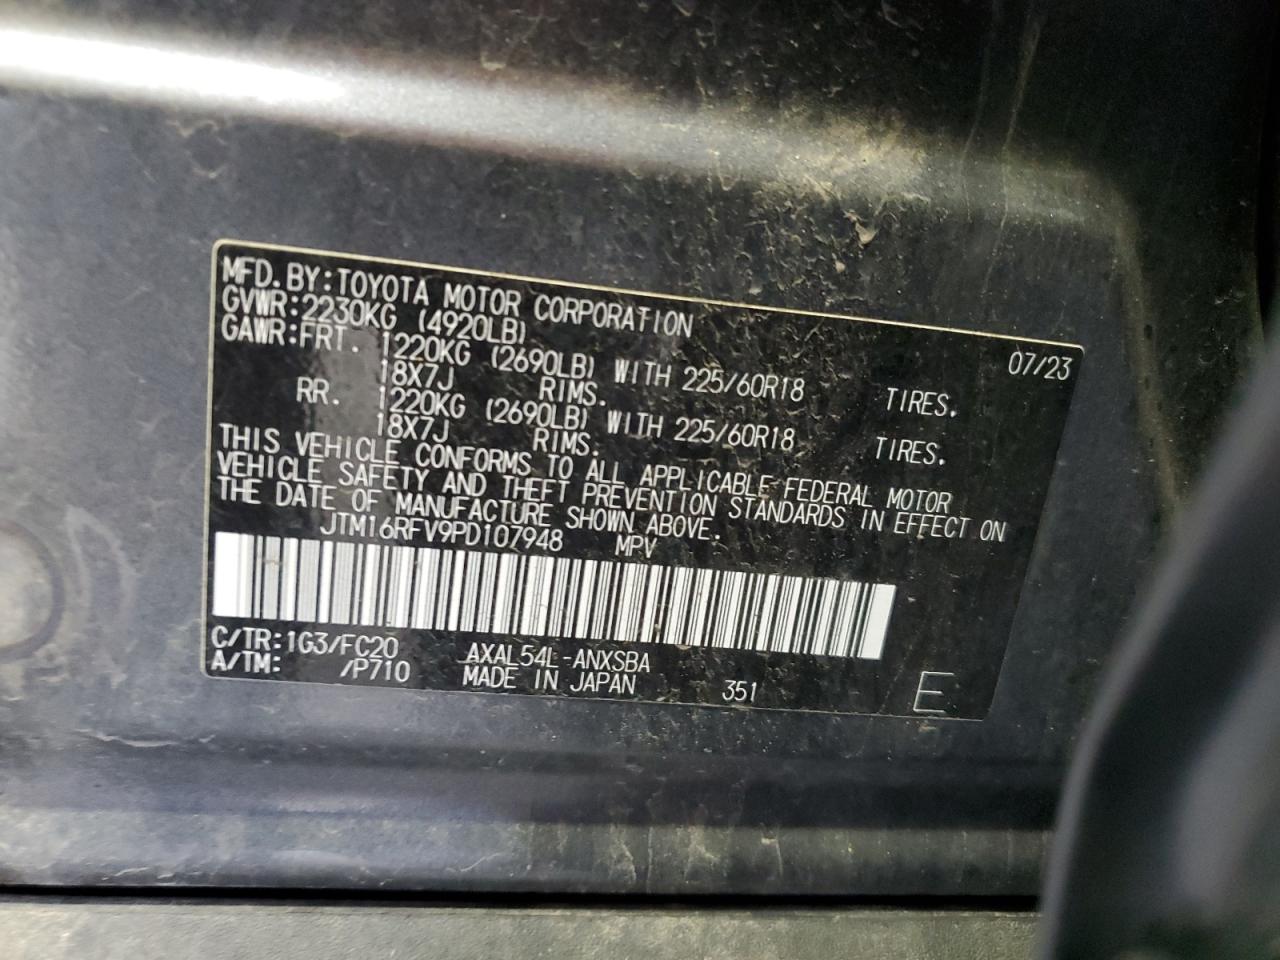 MFD. BY: TOYOTA MOTOR CORPORATION 07/23
GVWR: 2230KG (4920LB)
GAWR: FRT. 1220KG (2690LB) WITH 225/60R18 TIRES.
18X7J RIMS.
RR. 1220KG (2690LB) WITH 225/60R18 TIRES.
18X7J RIMS.
THIS VEHICLE CONFORMS TO ALL APPLICABLE FEDERAL MOTOR
VEHICLE SAFETY AND THEFT PREVENTION STANDARDS IN EFFECT ON
THE DATE OF MANUFACTURE SHOWN ABOVE.
JTM16RFV9PD107948 MPV
C/TR: 1G3/FC20 AXAL54L-ANXSBA
A/TM: /P710 MADE IN JAPAN 351 E